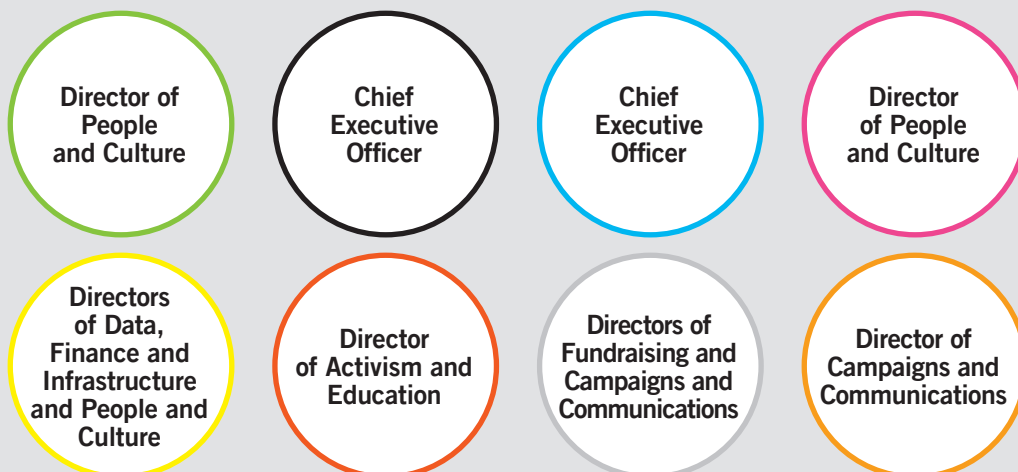 Director of
People
and Culture
Chief
Executive
Officer
Chief
Executive
Officer
Director
of People
and Culture
Directors
of Data,
Finance and
Infrastructure
and People and
Culture
Director
of Activism and
Education
Directors of
Fundraising and
Campaigns and
Communications
Director of
Campaigns and
Communications